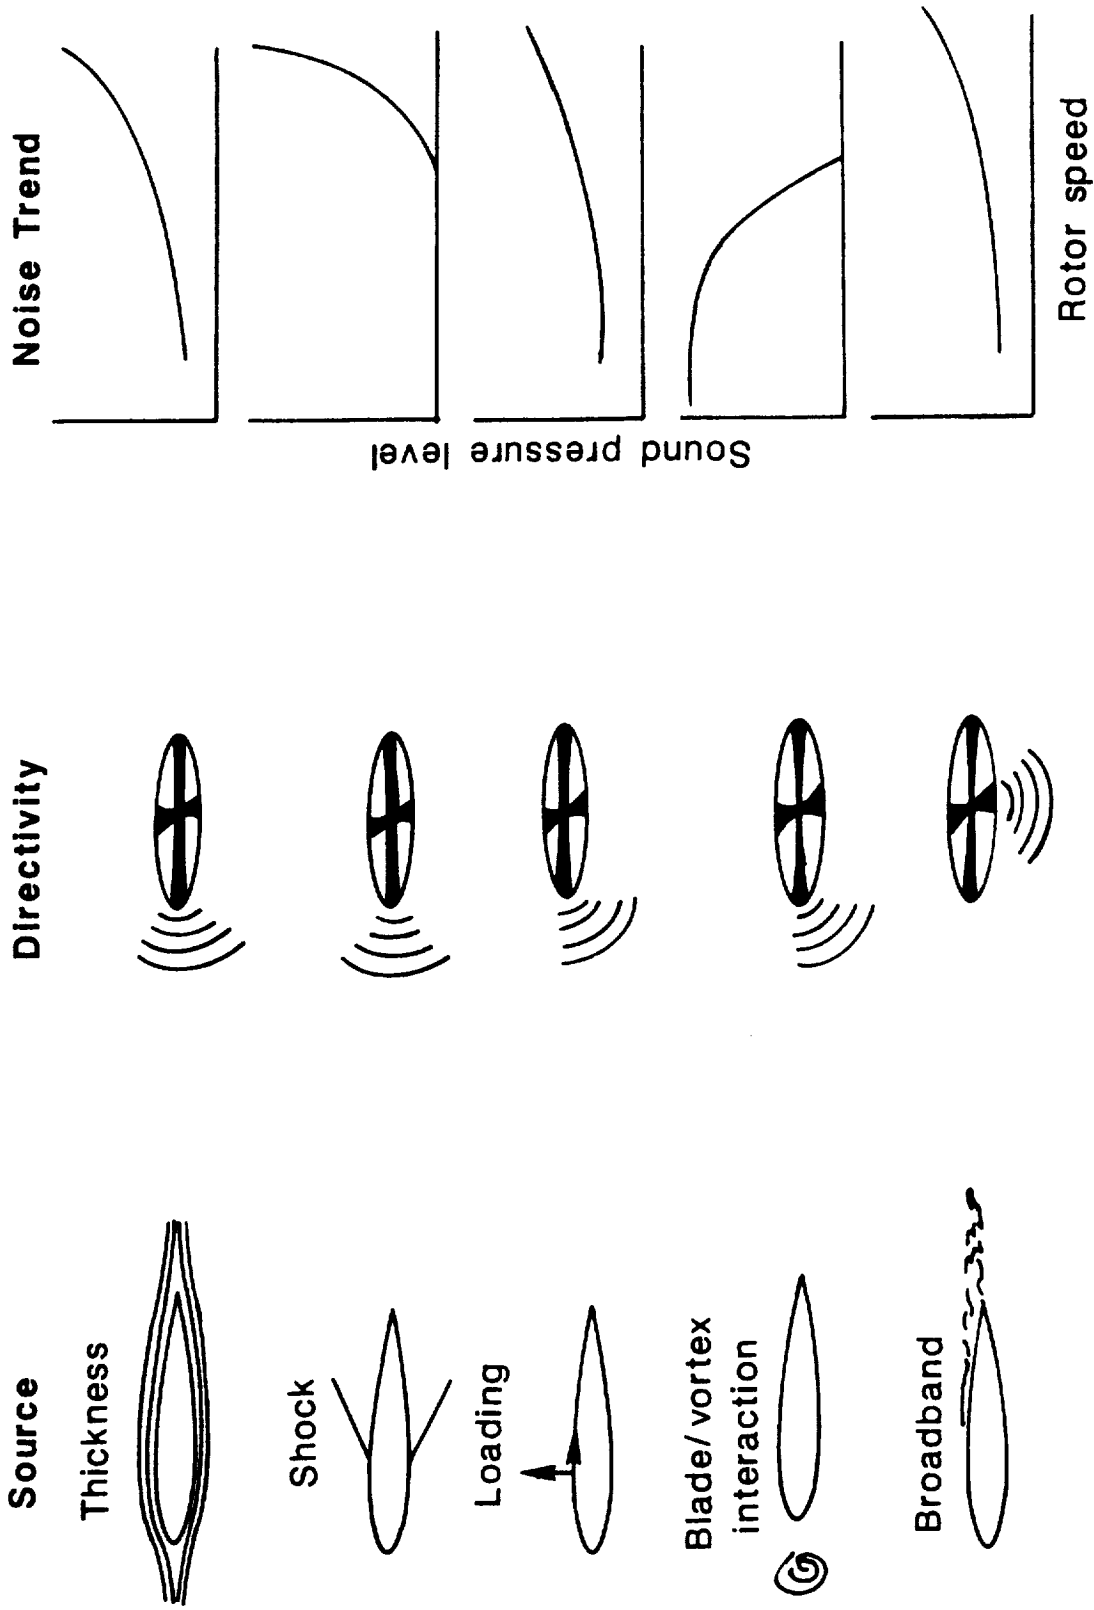 Source
Directivity
Noise Trend
Thickness
Shock
Loading
Blade/vortex
interaction
Broadband
Sound pressure level
Rotor speed